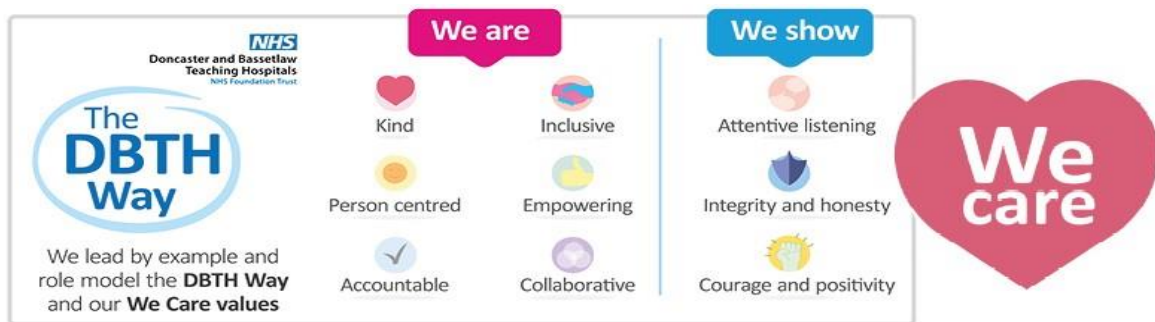 NHS
Doncaster and Bassetlaw
Teaching Hospitals
NHS Foundation Trust
The
DBTH
Way
We lead by example and
role model the DBTH Way
and our We Care values
We are
Kind
Inclusive
Person centred
Empowering
Accountable
Collaborative
We show
Attentive listening
Integrity and honesty
Courage and positivity
We
care